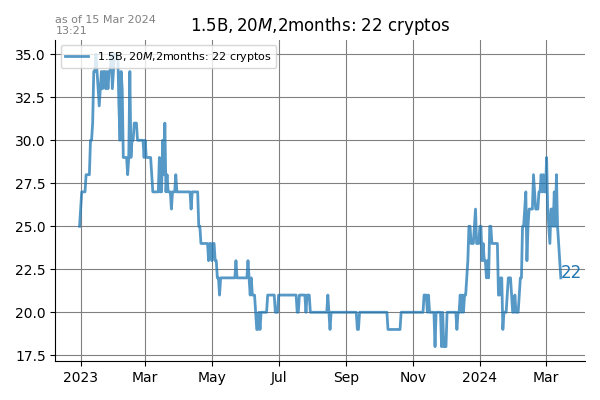 as of 15 Mar 2024
13:21
1.5B, 20M,2months: 22 cryptos
1.5B, 20M,2months: 22 cryptos
35.0
32.5
30.0
27.5
25.0
22.5
20.0
17.5
22
2023 Mar May Jul Sep Nov 2024 Mar